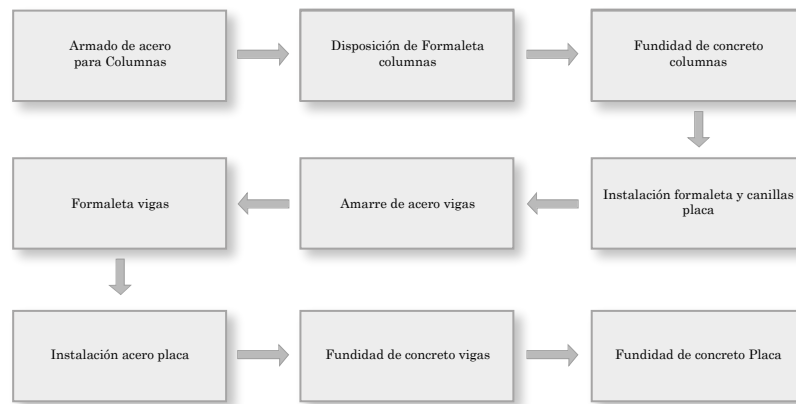 Armado de acero
para Columnas
Disposición de Formaleta
columnas
Fundidad de concreto
columnas
Instalación formaleta y canillas
placa
Amarre de acero vigas
Formaleta vigas
Instalación acero placa
Fundidad de concreto vigas
Fundidad de concreto Placa